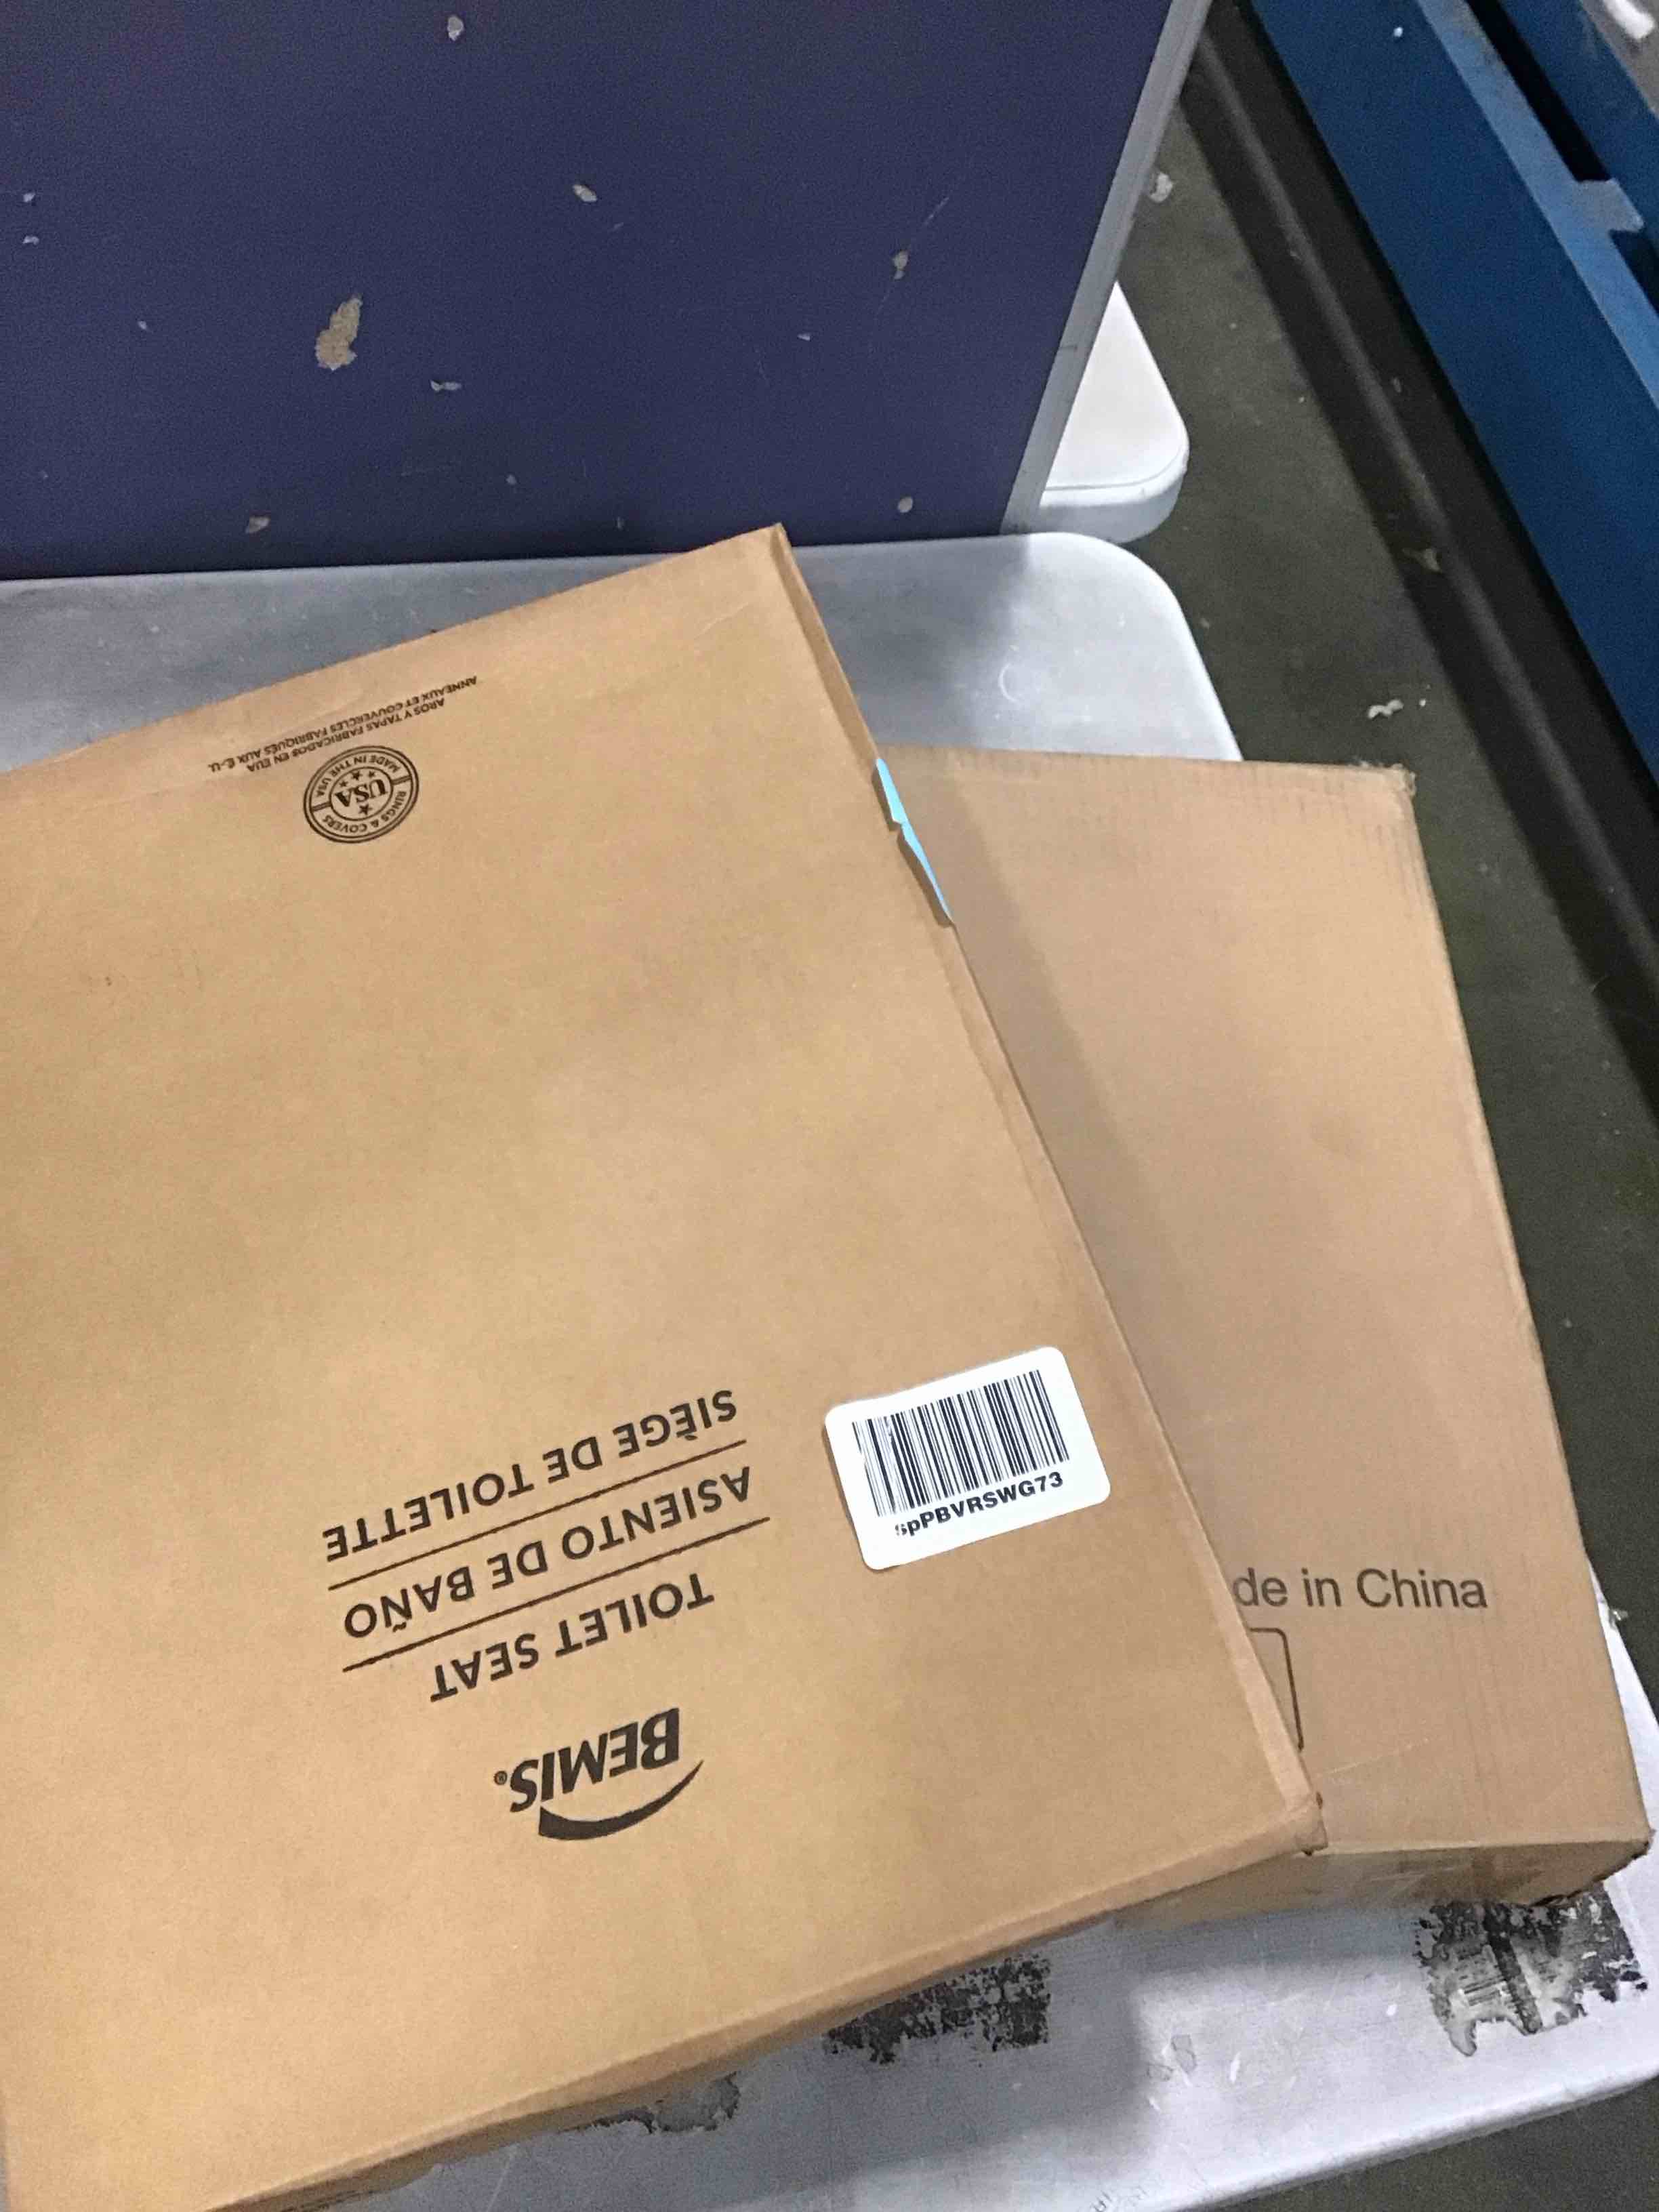 BEMIS®
TOILET SEAT
ASIENTO DE BAÑO
SIÈGE DE TOILETTE
RINGS & COVERS
USA
MADE IN THE USA
AROS Y TAPAS FABRICADOS EN EUA
ANNEAUX ET COUVERCLES FABRIQUÉS AUX É.-U.
spPBVRSWG73
de in China